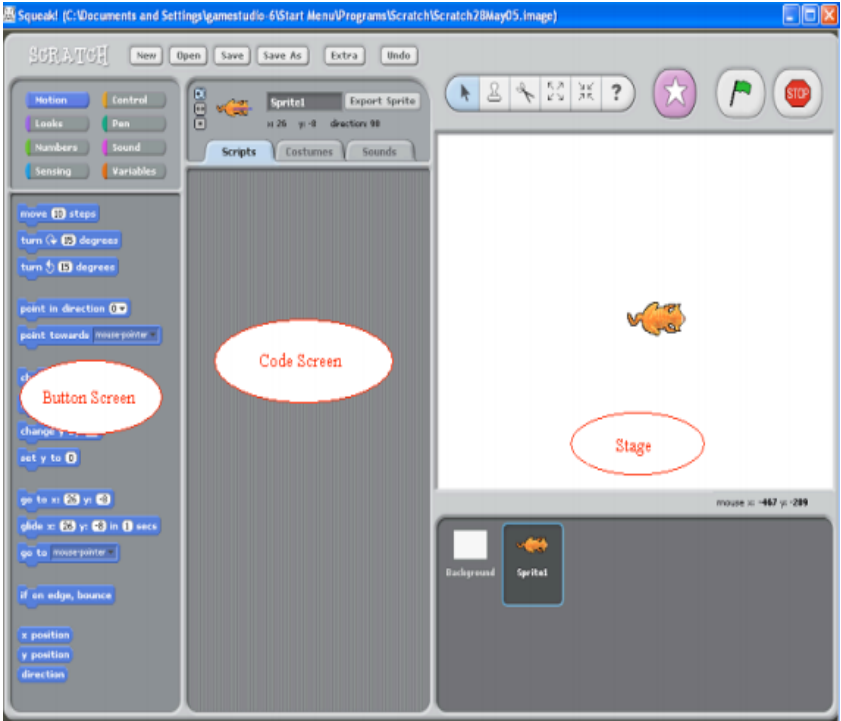 Squeak! (C:\Documents and Settings\gamestudio-6\Start Menu\Programs\Scratch\Scratch28May05.image)
SCRATCH New Open Save Save As Extra Undo
Motion Control
Looks Pen
Numbers Sound
Sensing Variables
Sprite1 Export Sprite
x: 26 y: -8 direction: 90
Scripts Costumes Sounds
?
STOP
move 10 steps
turn 15 degrees
turn 15 degrees
point in direction 0
point towards mouse-pointer
Button Screen
change y
set y to 0
go to x: 26 y: -8
glide x: 26 y: -8 in 1 secs
go to mouse-pointer
if on edge, bounce
x position
y position
direction
Code Screen
Stage
mouse x: -467 y: -289
Background Sprite1